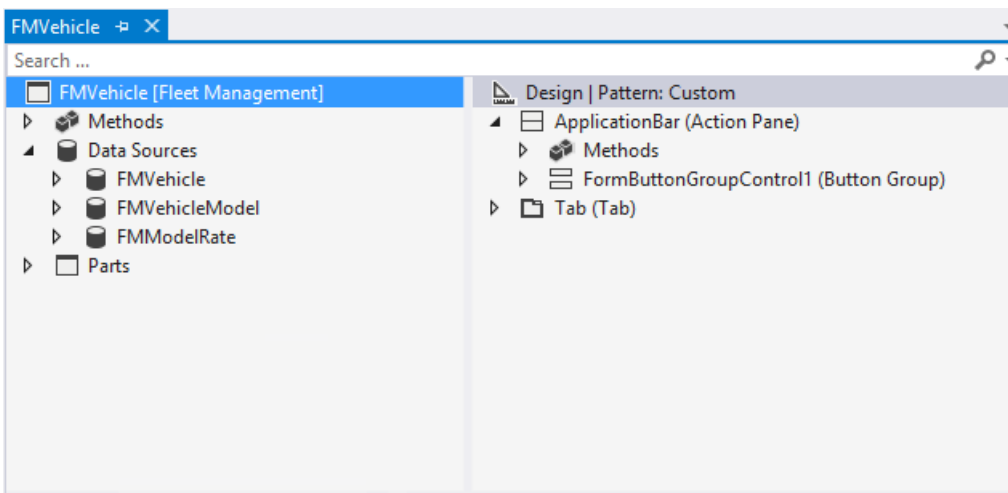 FMVehicle
Search ...
FMVehicle [Fleet Management]
Methods
Data Sources
FMVehicle
FMVehicleModel
FMModelRate
Parts
Design | Pattern: Custom
ApplicationBar (Action Pane)
Methods
FormButtonGroupControl1 (Button Group)
Tab (Tab)